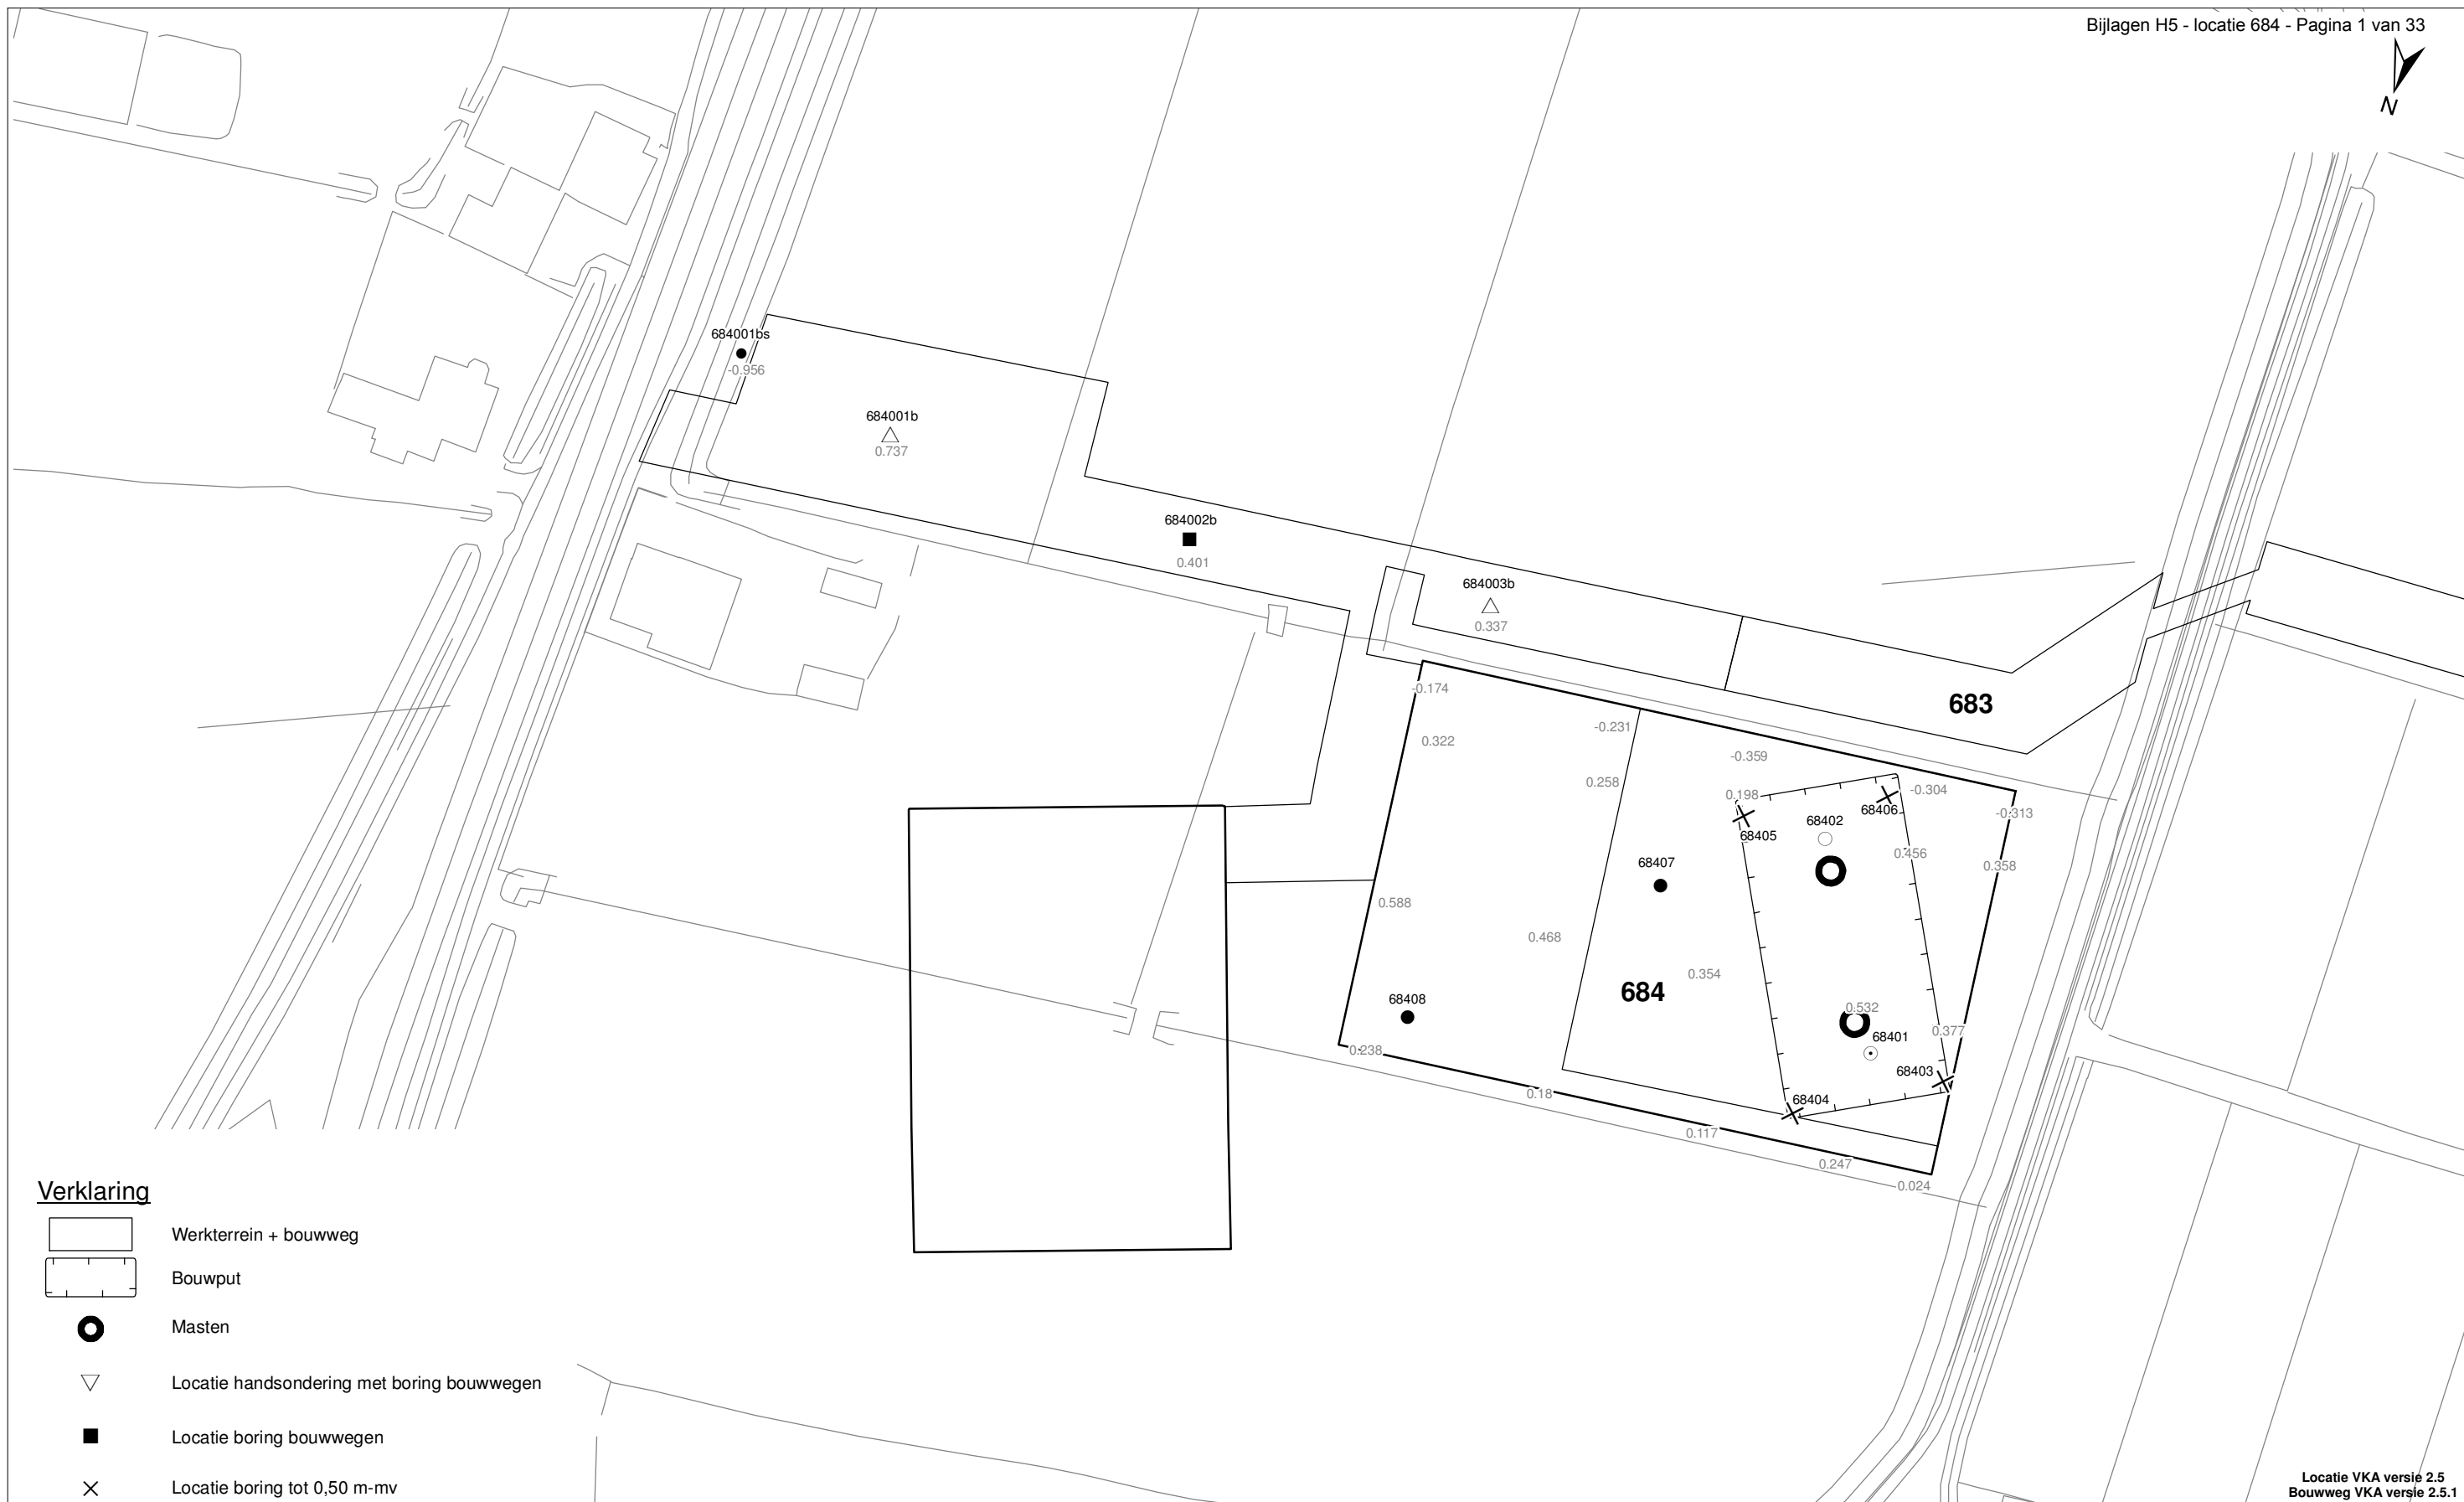 Bijlagen H5 - locatie 684 - Pagina 1 van 33
N
684001bs
-0.956
684001b
0.737
684002b
0.401
684003b
0.337
683
-0.174
-0.231
0.322
-0.359
0.258
0.198
-0.304
68406
-0.313
68402
68405
0.456
68407
0.358
0.588
0.468
0.354
684
68408
0.532
0.377
68401
0.238
68403
0.18
68404
0.117
0.247
0.024
Verklaring
Werkterrein + bouwweg
Bouwput
Masten
Locatie handsondering met boring bouwwegen
Locatie boring bouwwegen
Locatie boring tot 0,50 m-mv
Locatie VKA versie 2.5
Bouwweg VKA versie 2.5.1